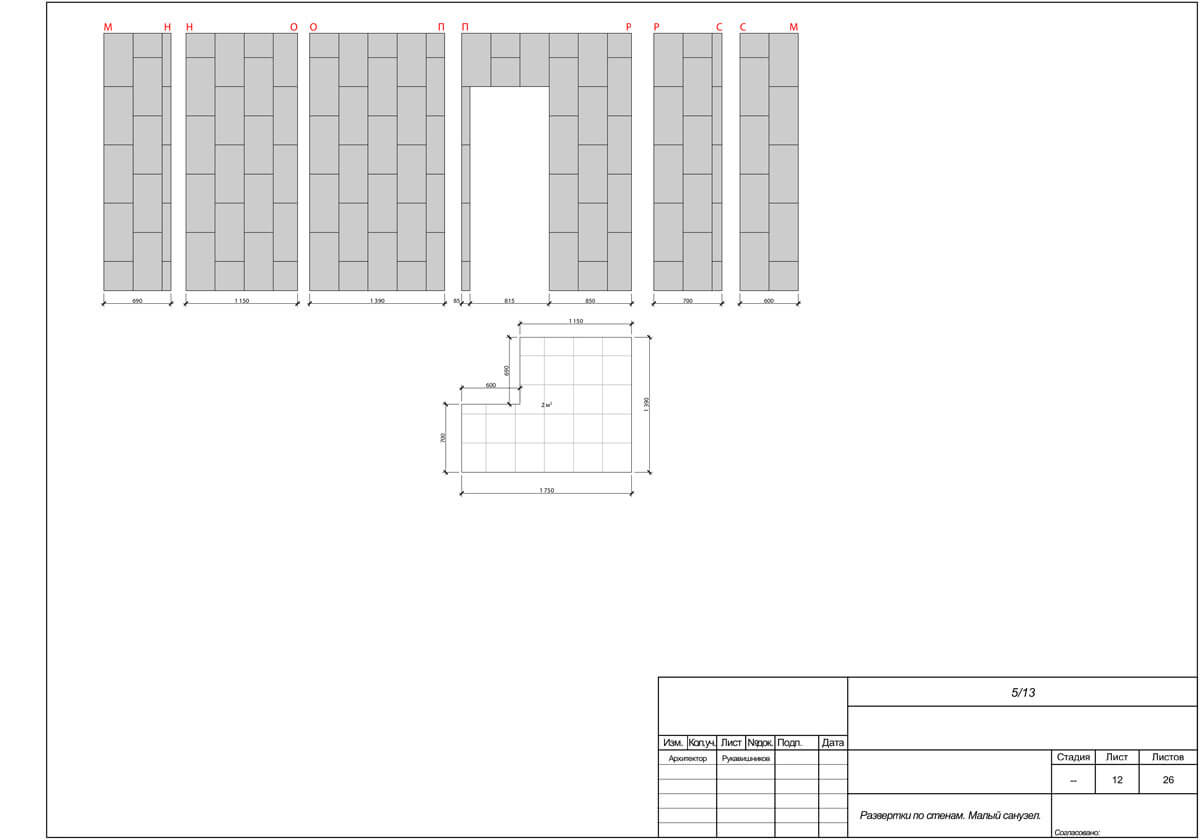 М Н Н О О П П Р Р С С М
690 1 150 1 390 85 815 850 700 600
1 150
690
600
2 м²
1 390
700
1 750
5/13
Изм. Кол.уч. Лист №док. Подп. Дата
Архитектор Рукавишников
Стадия Лист Листов
-- 12 26
Развертки по стенам. Малый санузел.
Согласовано: